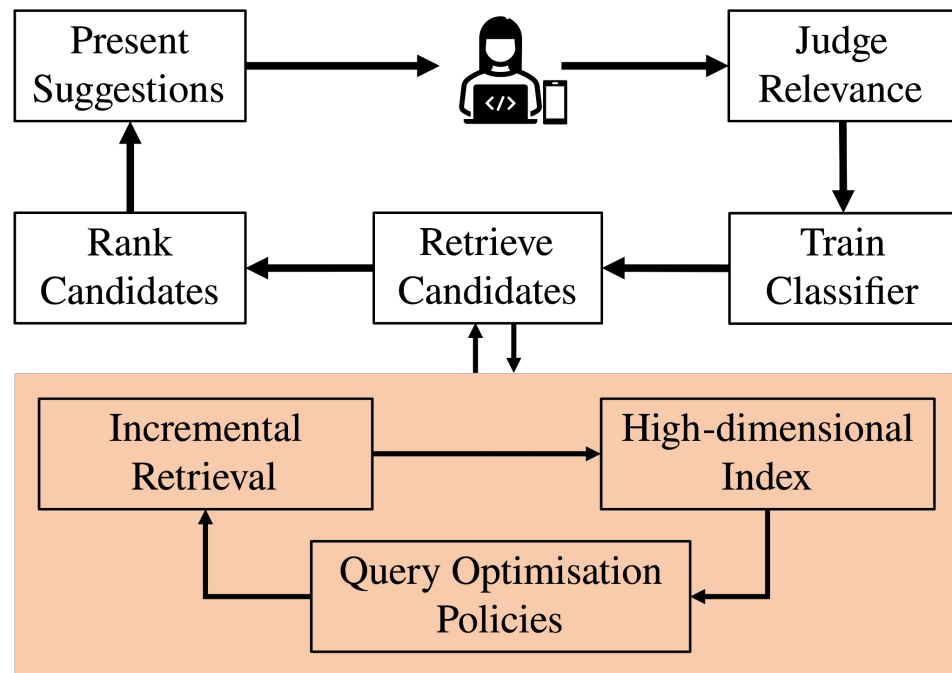 Present
Suggestions
</>
Judge
Relevance
Rank
Candidates
Retrieve
Candidates
Train
Classifier
Incremental
Retrieval
High-dimensional
Index
Query Optimisation
Policies